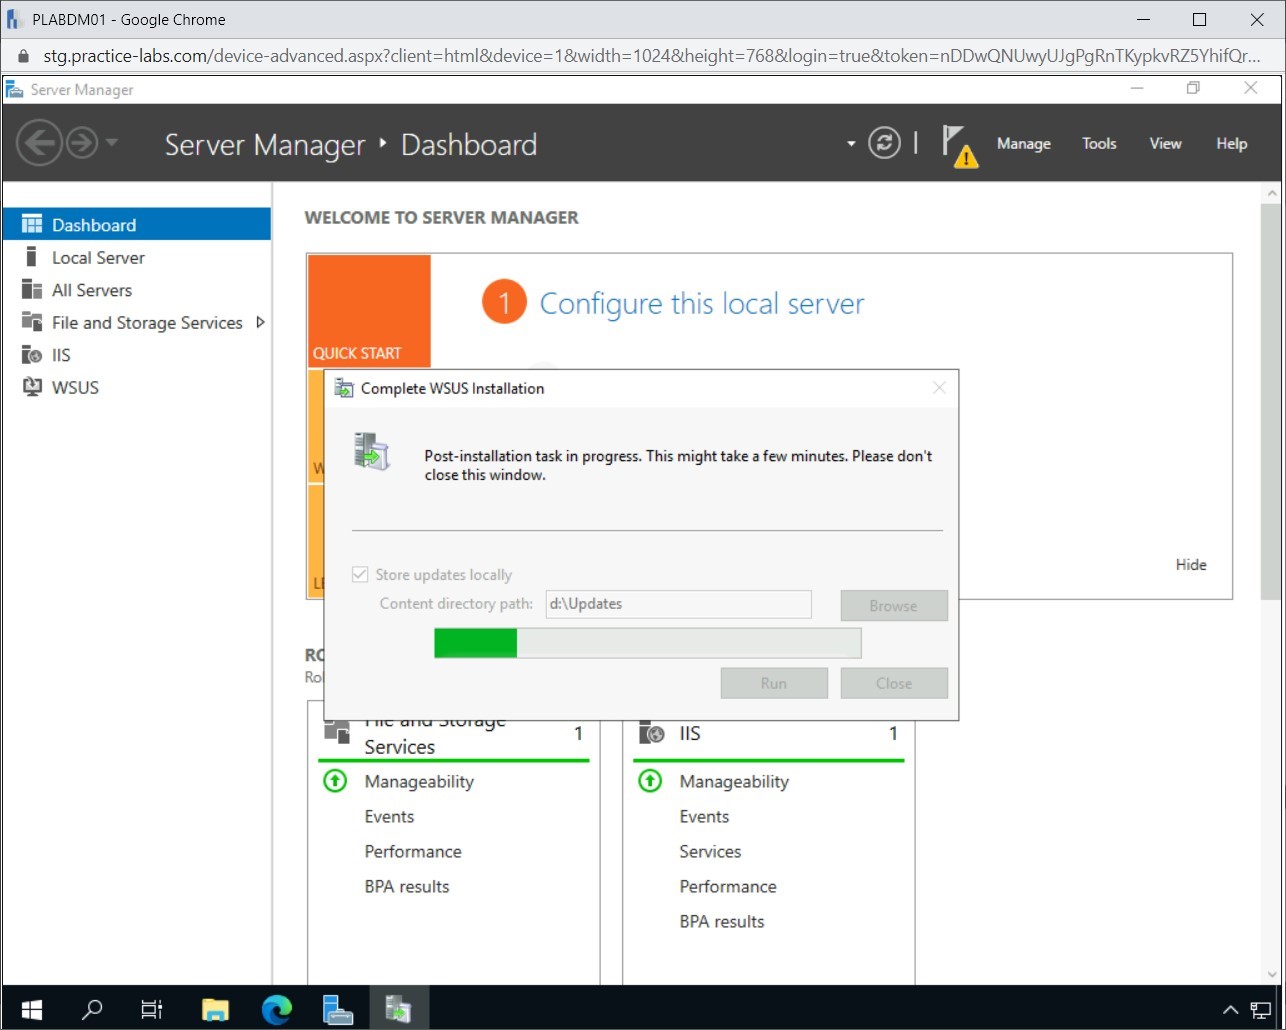 PLABDM01 - Google Chrome
stg.practice-labs.com/device-advanced.aspx?client=html&device=1&width=1024&height=768&login=true&token=nDDwQNUwyUJgPgRnTKypkvRZ5YhifQr...
Server Manager
Server Manager ‣ Dashboard
Manage Tools View Help
Dashboard
Local Server
All Servers
File and Storage Services
IIS
WSUS
WELCOME TO SERVER MANAGER
QUICK START
1 Configure this local server
Complete WSUS Installation
Post-installation task in progress. This might take a few minutes. Please don't
close this window.
Hide
Store updates locally
Content directory path: d:\Updates Browse
Run Close
File and Storage
Services 1
Manageability
Events
Performance
BPA results
IIS 1
Manageability
Events
Services
Performance
BPA results